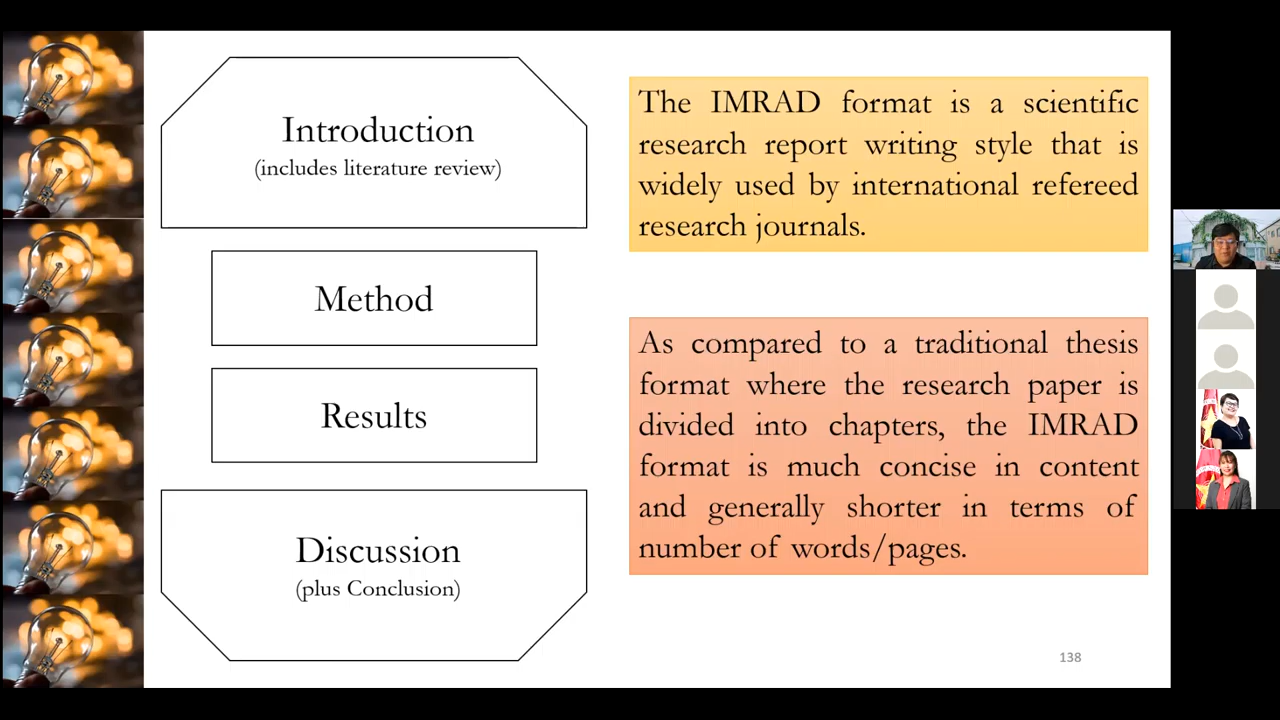 Introduction
(includes literature review)
Method
Results
Discussion
(plus Conclusion)
The IMRAD format is a scientific
research report writing style that is
widely used by international refereed
research journals.
As compared to a traditional thesis
format where the research paper is
divided into chapters, the IMRAD
format is much concise in content
and generally shorter in terms of
number of words/pages.
138